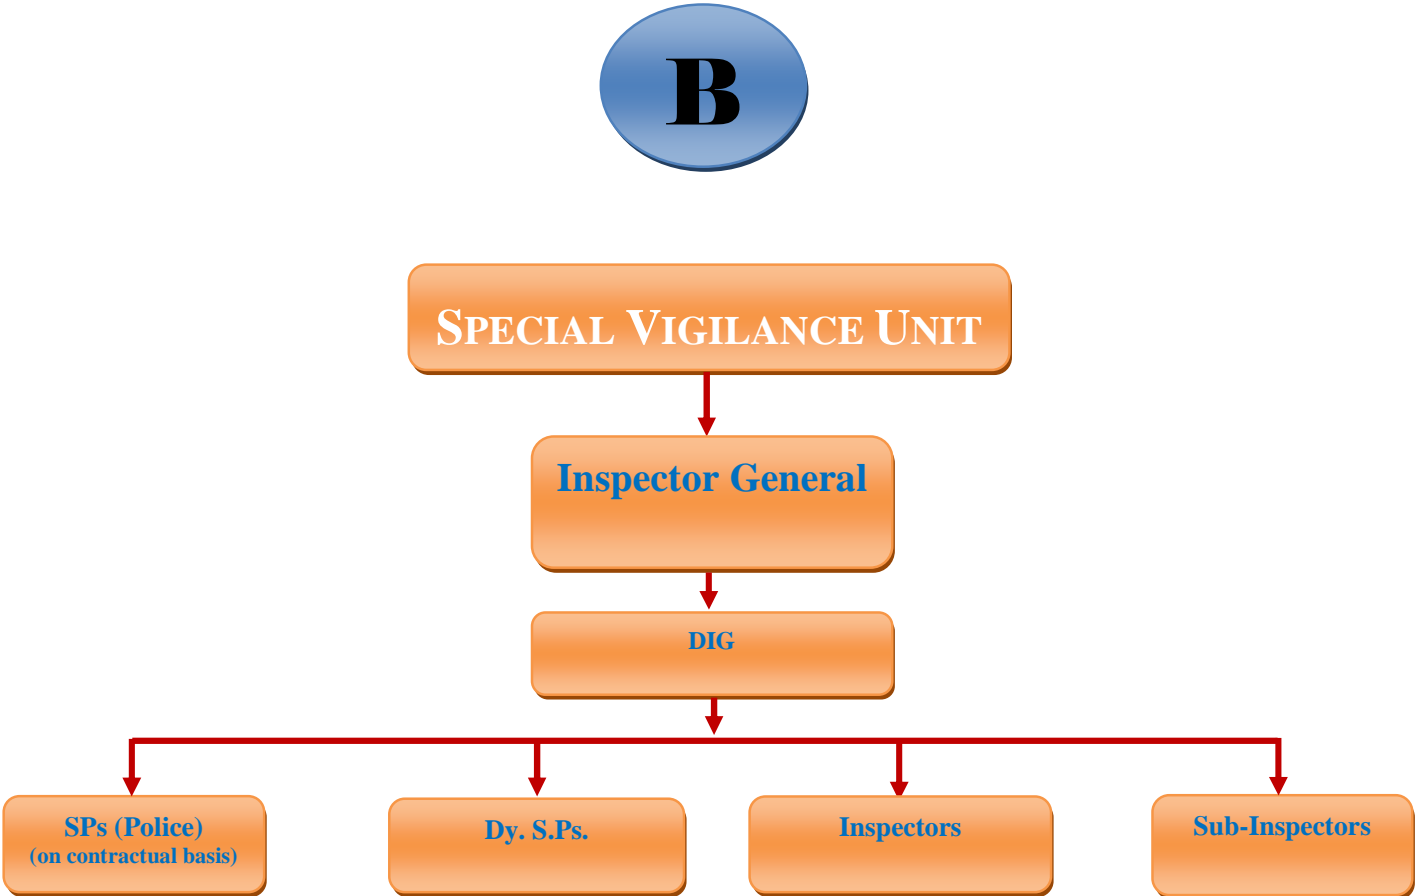 B
SPECIAL VIGILANCE UNIT
Inspector General
DIG
SPs (Police)
(on contractual basis)
Dy. S.Ps.
Inspectors
Sub-Inspectors